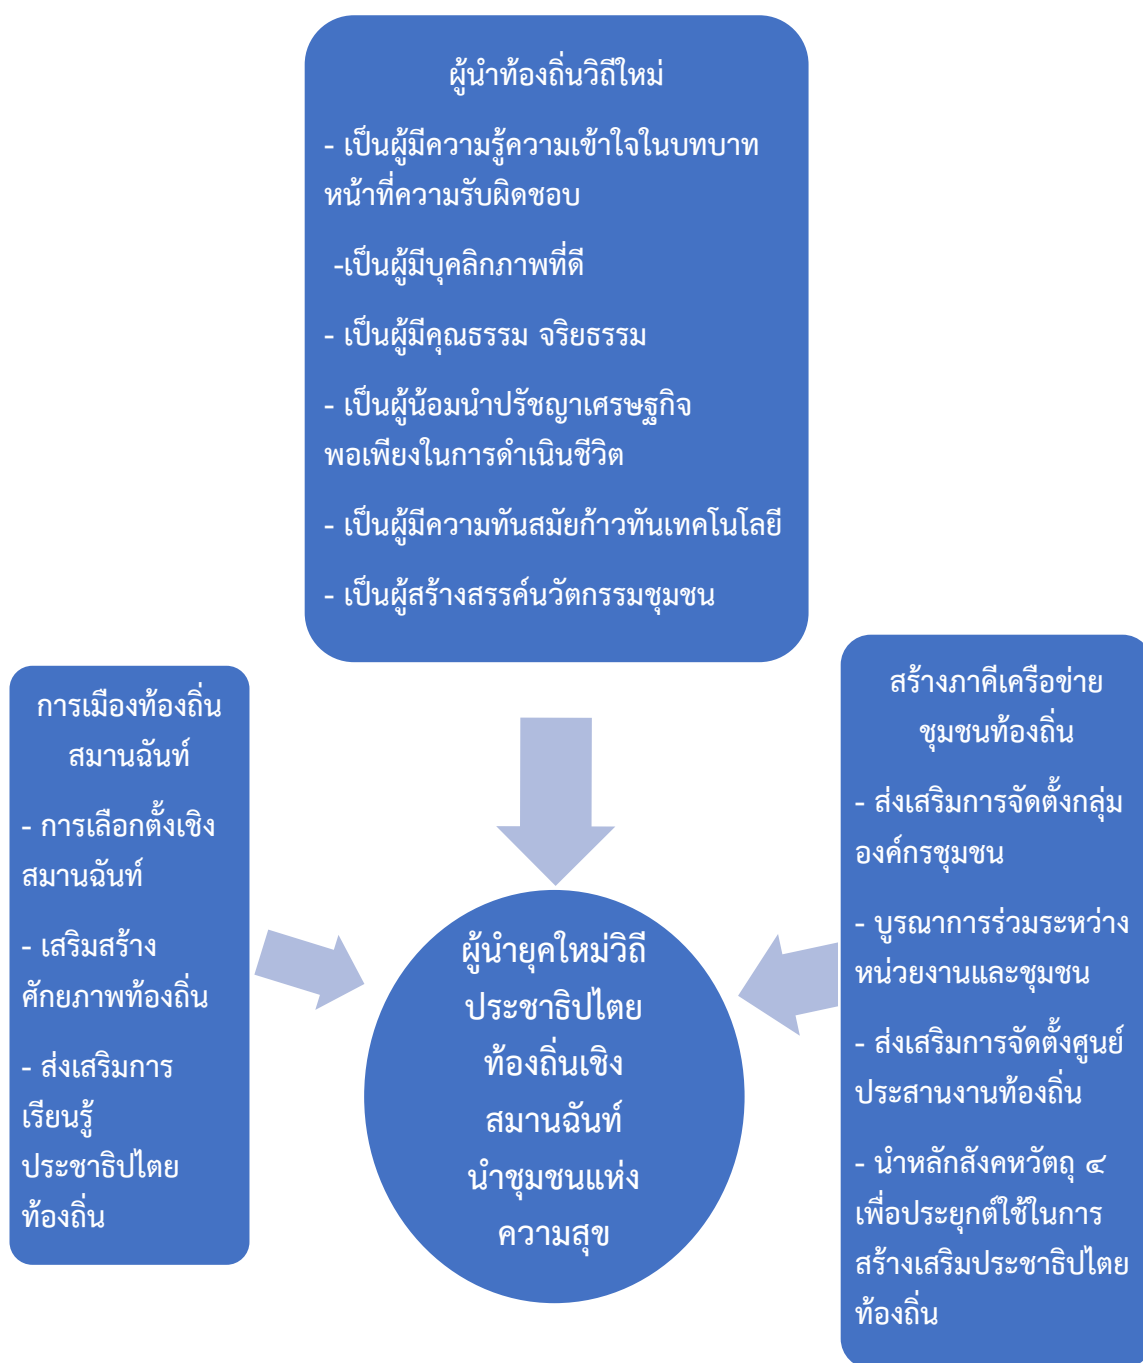 ผู้นำท้องถิ่นวิถีใหม่
- เป็นผู้มีความรู้ความเข้าใจในบทบาท
หน้าที่ความรับผิดชอบ
-เป็นผู้มีบุคลิกภาพที่ดี
- เป็นผู้มีคุณธรรม จริยธรรม
- เป็นผู้น้อมนำปรัชญาเศรษฐกิจ
พอเพียงในการดำเนินชีวิต
- เป็นผู้มีความทันสมัยก้าวทันเทคโนโลยี
- เป็นผู้สร้างสรรค์นวัตกรรมชุมชน
การเมืองท้องถิ่น
สมานฉันท์
- การเลือกตั้งเชิง
สมานฉันท์
- เสริมสร้าง
ศักยภาพท้องถิ่น
- ส่งเสริมการ
เรียนรู้
ประชาธิปไตย
ท้องถิ่น
ผู้นำยุคใหม่วิถี
ประชาธิปไตย
ท้องถิ่นเชิง
สมานฉันท์
นำชุมชนแห่ง
ความสุข
สร้างภาคีเครือข่าย
ชุมชนท้องถิ่น
- ส่งเสริมการจัดตั้งกลุ่ม
องค์กรชุมชน
- บูรณาการร่วมระหว่าง
หน่วยงานและชุมชน
- ส่งเสริมการจัดตั้งศูนย์
ประสานงานท้องถิ่น
- นำหลักสังคหวัตถุ ๔
เพื่อประยุกต์ใช้ในการ
สร้างเสริมประชาธิปไตย
ท้องถิ่น